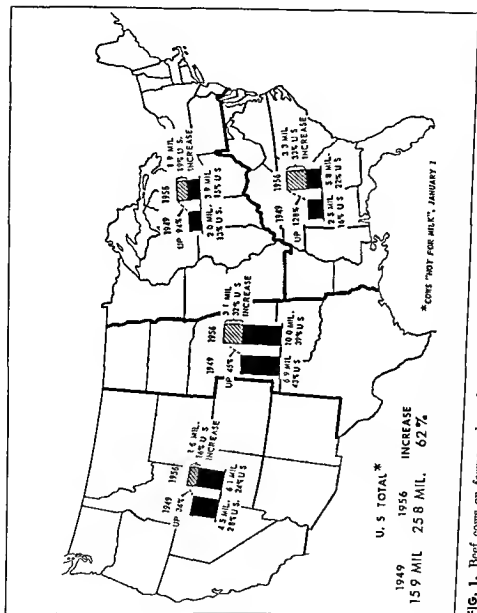 1.9 MIL
19% U.S.
INCREASE
1949 1956
UP 94%
2.0 MIL. 3.9 MIL
13% U.S. 15% U S
3.3 MIL
33% U.S.
INCREASE
1949 1956
UP 128%
2.5 MIL 5.8 MIL.
16% U S 22% U S
3.1 MIL
32% U S
INCREASE
1949 1956
UP 45%
6.9 MIL 10.0 MIL.
43% U S 39% U S
1.6 MIL.
16% U S
INCREASE
1949 1956
UP 36%
4.5 MIL. 6.1 MIL
28% U.S. 24% U S
*COWS "NOT FOR MILK", JANUARY 1
U. S TOTAL*
1949 1956 INCREASE
15 9 MIL 25 8 MIL. 62 %
FIG. 1. Beef cows on farms